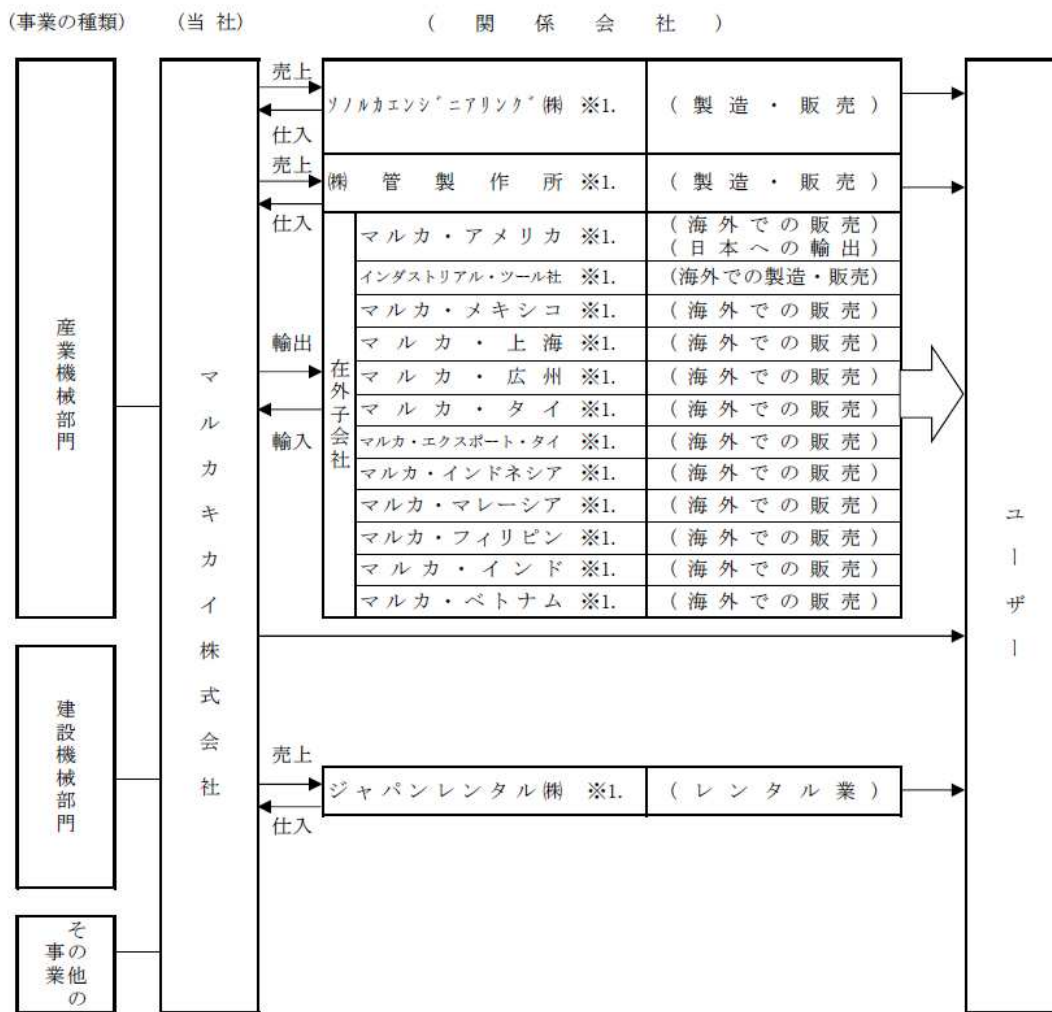 (事業の種類) (当 社) ( 関 係 会 社 )
産業機械部門
建設機械部門
その他の
事業
マルカキカイ株式会社
売上
仕入
売上
仕入
輸出
輸入
売上
仕入
ソノルカエンジニアリング㈱ ※1. (製造・販売)
㈱管製作所 ※1. (製造・販売)
在外子会社
マルカ・アメリカ ※1. (海外での販売)
(日本への輸出)
インダストリアル・ツール社 ※1. (海外での製造・販売)
マルカ・メキシコ ※1. (海外での販売)
マルカ・上海 ※1. (海外での販売)
マルカ・広州 ※1. (海外での販売)
マルカ・タイ ※1. (海外での販売)
マルカ・エクスポート・タイ ※1. (海外での販売)
マルカ・インドネシア ※1. (海外での販売)
マルカ・マレーシア ※1. (海外での販売)
マルカ・フィリピン ※1. (海外での販売)
マルカ・インド ※1. (海外での販売)
マルカ・ベトナム ※1. (海外での販売)
ジャパンレンタル㈱ ※1. (レンタル業)
ユーザー